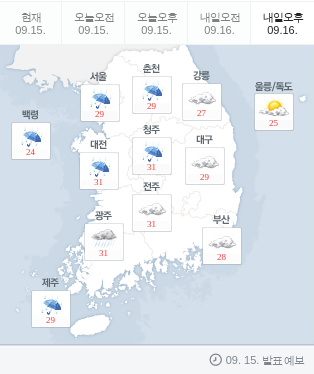 현재 오늘오전 오늘오후 내일오전 내일오후
09.15. 09.15. 09.15. 09.16. 09.16.
서울 춘천 강릉 울릉/독도
29 29 27 25
백령
24
대전 청주 대구
31 31 29
전주
31
광주 부산
31 28
제주
29
09. 15. 발표 예보